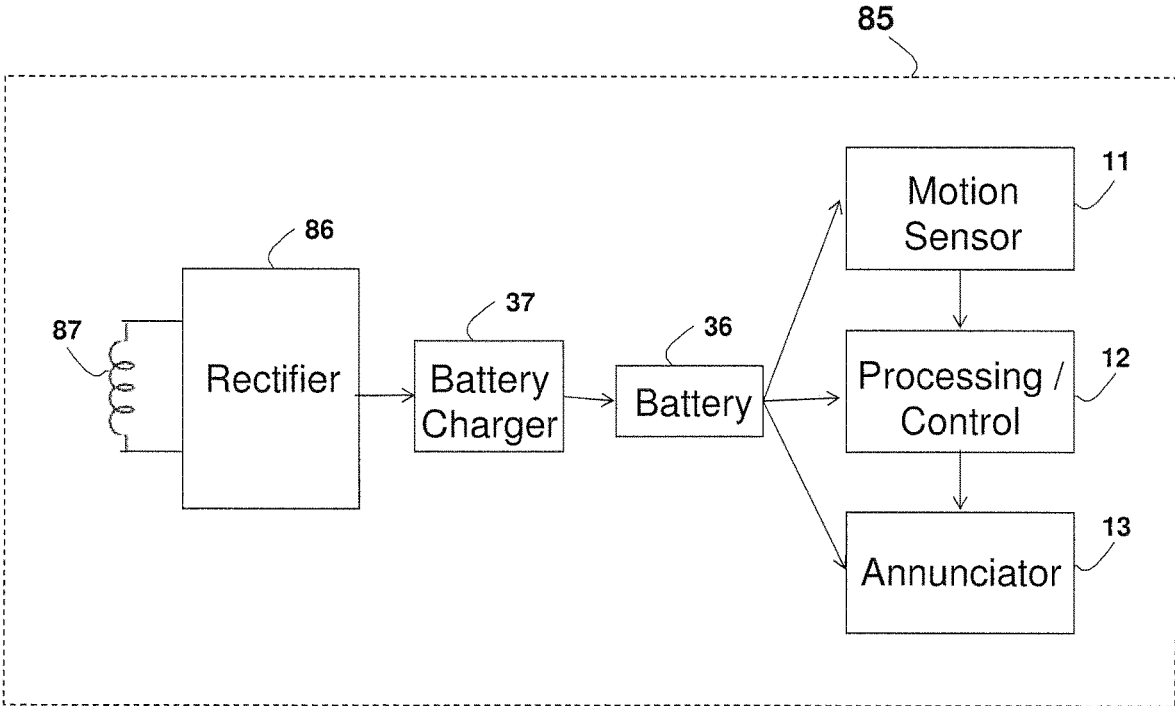 85
11
Motion
Sensor
86
37
36
87
12
Rectifier
Battery
Charger
Battery
Processing /
Control
13
Annunciator